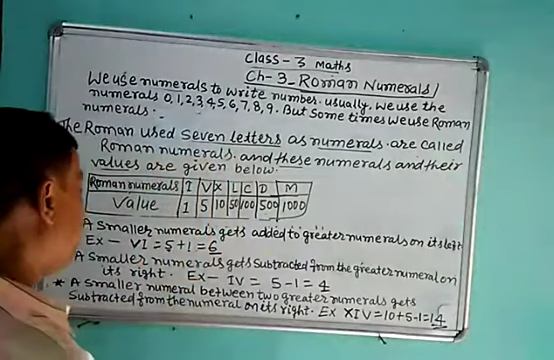 Class - 3 Maths
Ch-3 - Roman Numerals
We use numerals to write number. usually, we use the
numerals 0,1,2,3,4,5,6,7,8,9. But Some times we use Roman
numerals.
The Roman used Seven letters as numerals are called
Roman numerals. and these numerals and their
values are given below.
Roman numerals I V X L C D M
Value 1 5 10 50 100 500 1000
A Smaller numerals gets added to greater numerals on its left
Ex - VI = 5+1 = 6
A Smaller numerals gets Subtracted from the greater numeral on
its right. Ex - IV = 5-1 = 4
* A Smaller numeral between two greater numerals gets
Subtracted from the numeral on its right. Ex XIV = 10+5-1=14